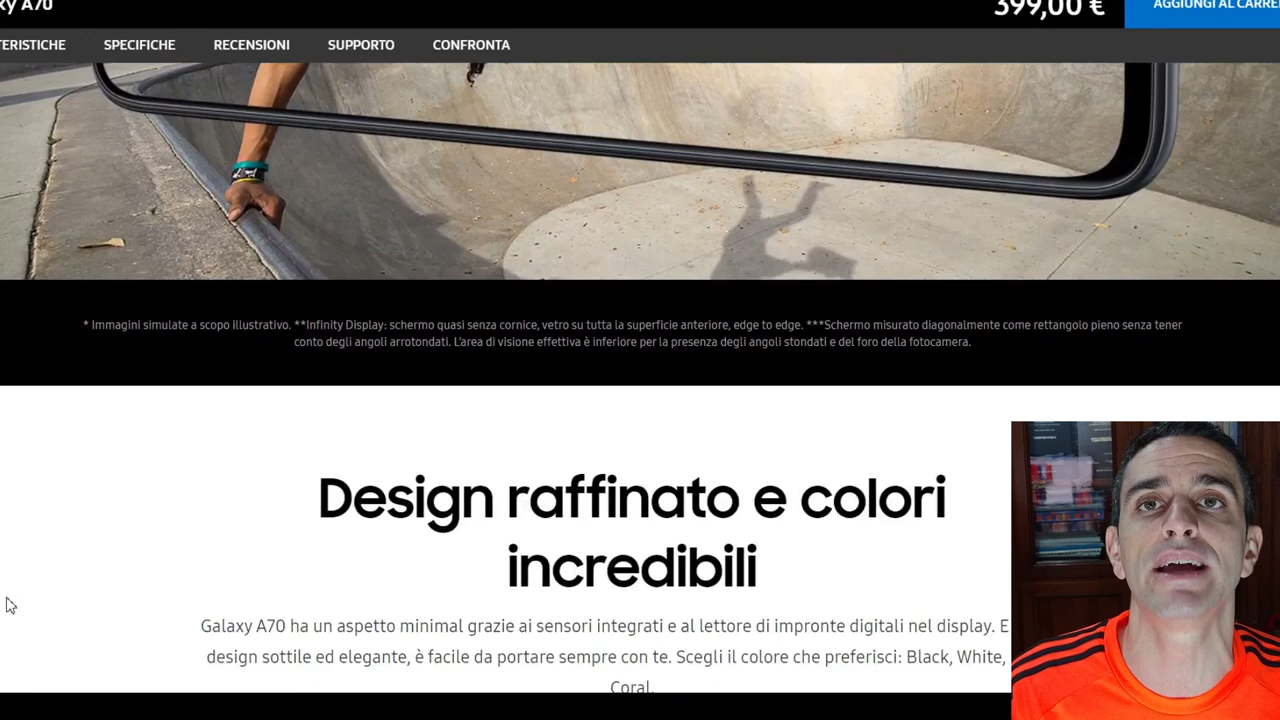 A70
399,00 €
AGGIUNGI AL
SPECIFICHE
RECENSIONI
SUPPORTO
CONFRONTA
* Immagini simulate a scopo illustrativo. **Infinity Display: schermo quasi senza cornice, vetro su tutta la superficie anteriore, edge to edge. ***Schermo misurato diagonalmente come rettangolo pieno senza tener
conto degli angoli arrotondati. L'area di visione effettiva è inferiore per la presenza degli angoli stondati e del foro della fotocamera.
Design raffinato e colori
incredibili
Galaxy A70 ha un aspetto minimal grazie ai sensori integrati e al lettore di impronte digitali nel display. E
design sottile ed elegante, è facile da portare sempre con te. Scegli il colore che preferisci: Black, White,
Coral.